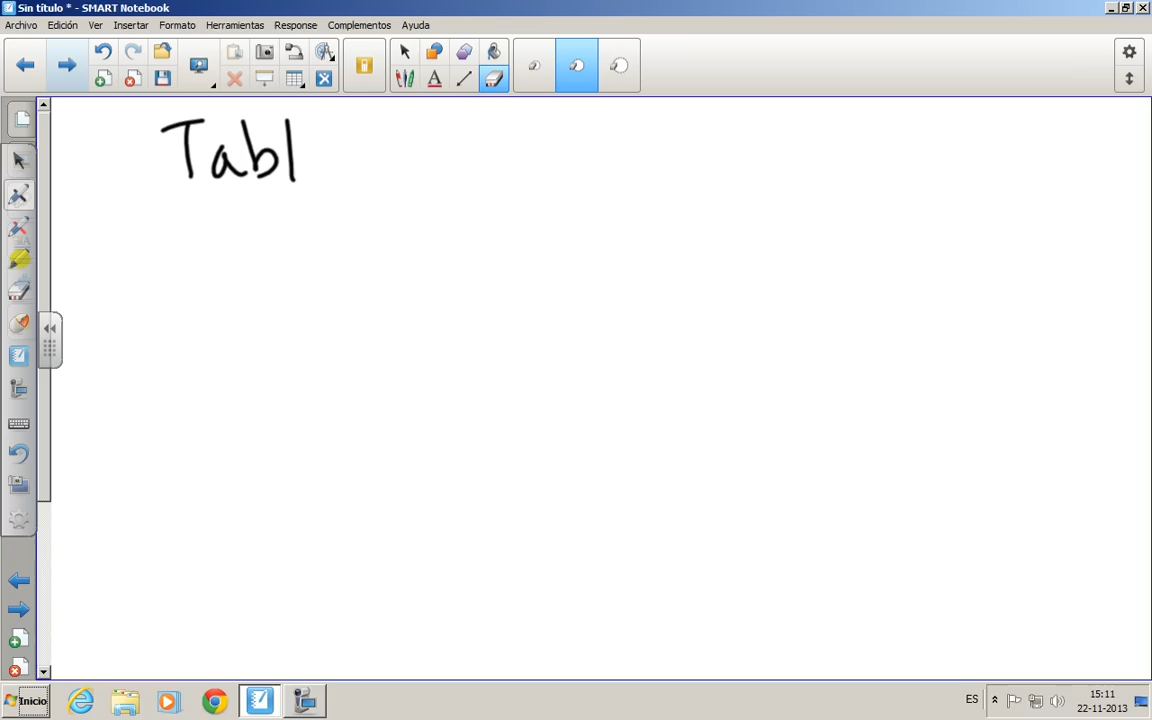 Sin título * - SMART Notebook
Archivo Edición Ver Insertar Formato Herramientas Response Complementos Ayuda
Tabl
Inicio
ES
15:11
22-11-2013